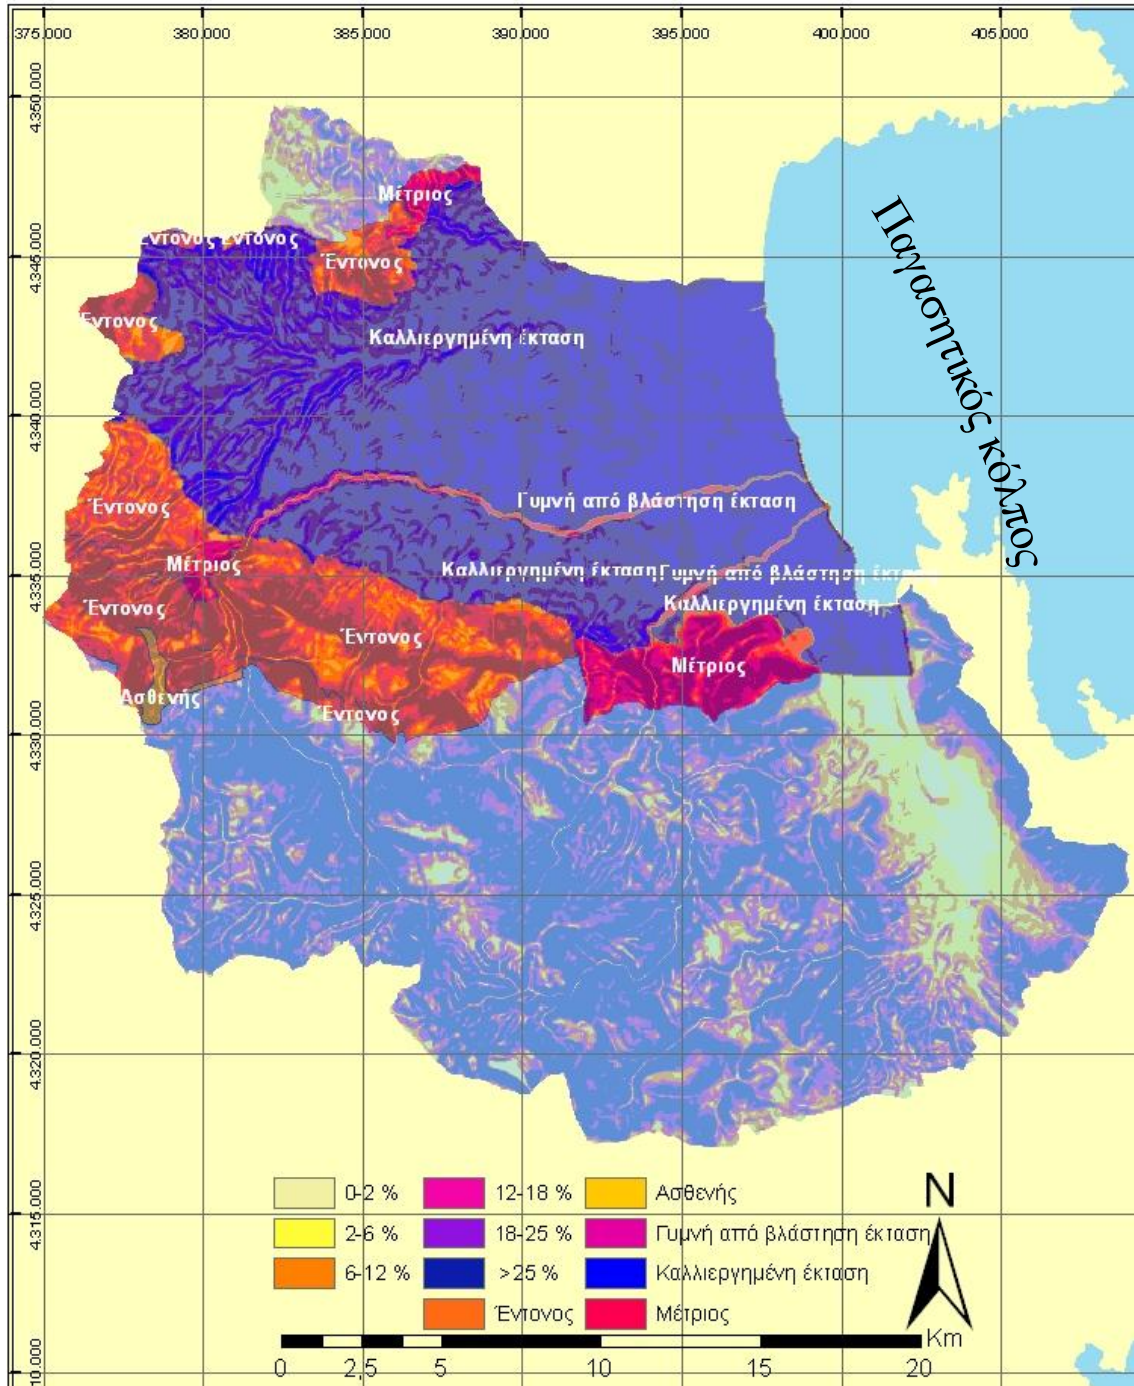 375.000 380.000 385.000 390.000 395.000 400.000 405.000
4.350.000
4.345.000
4.340.000
4.335.000
4.330.000
4.325.000
4.320.000
4.315.000
10.000
Μέτριος
Έντονος Έντονος
Έντονος
Έντονος
Καλλιεργημένη έκταση
Παγασητικός κόλπος
Έντονος
Γυμνή από βλάστηση έκταση
Μέτριος
Καλλιεργημένη έκταση
Γυμνή από βλάστηση έκταση
Έντονος
Καλλιεργημένη έκταση
Έντονος
Μέτριος
Ασθενής
Έντονος
0-2 % 12-18 % Ασθενής
2-6 % 18-25 % Γυμνή από βλάστηση έκταση
6-12 % >25 % Καλλιεργημένη έκταση
Έντονος Μέτριος
N
Km
0 2,5 5 10 15 20